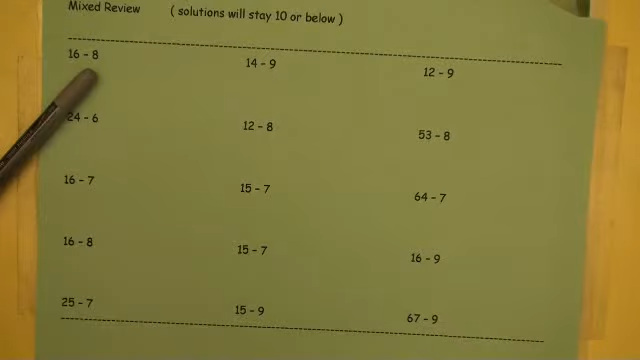 Mixed Review ( solutions will stay 10 or below )
16 – 8 14 – 9 12 – 9
24 – 6 12 – 8 53 – 8
16 – 7 15 – 7 64 – 7
16 – 8 15 – 7 16 – 9
25 – 7 15 – 9 67 – 9